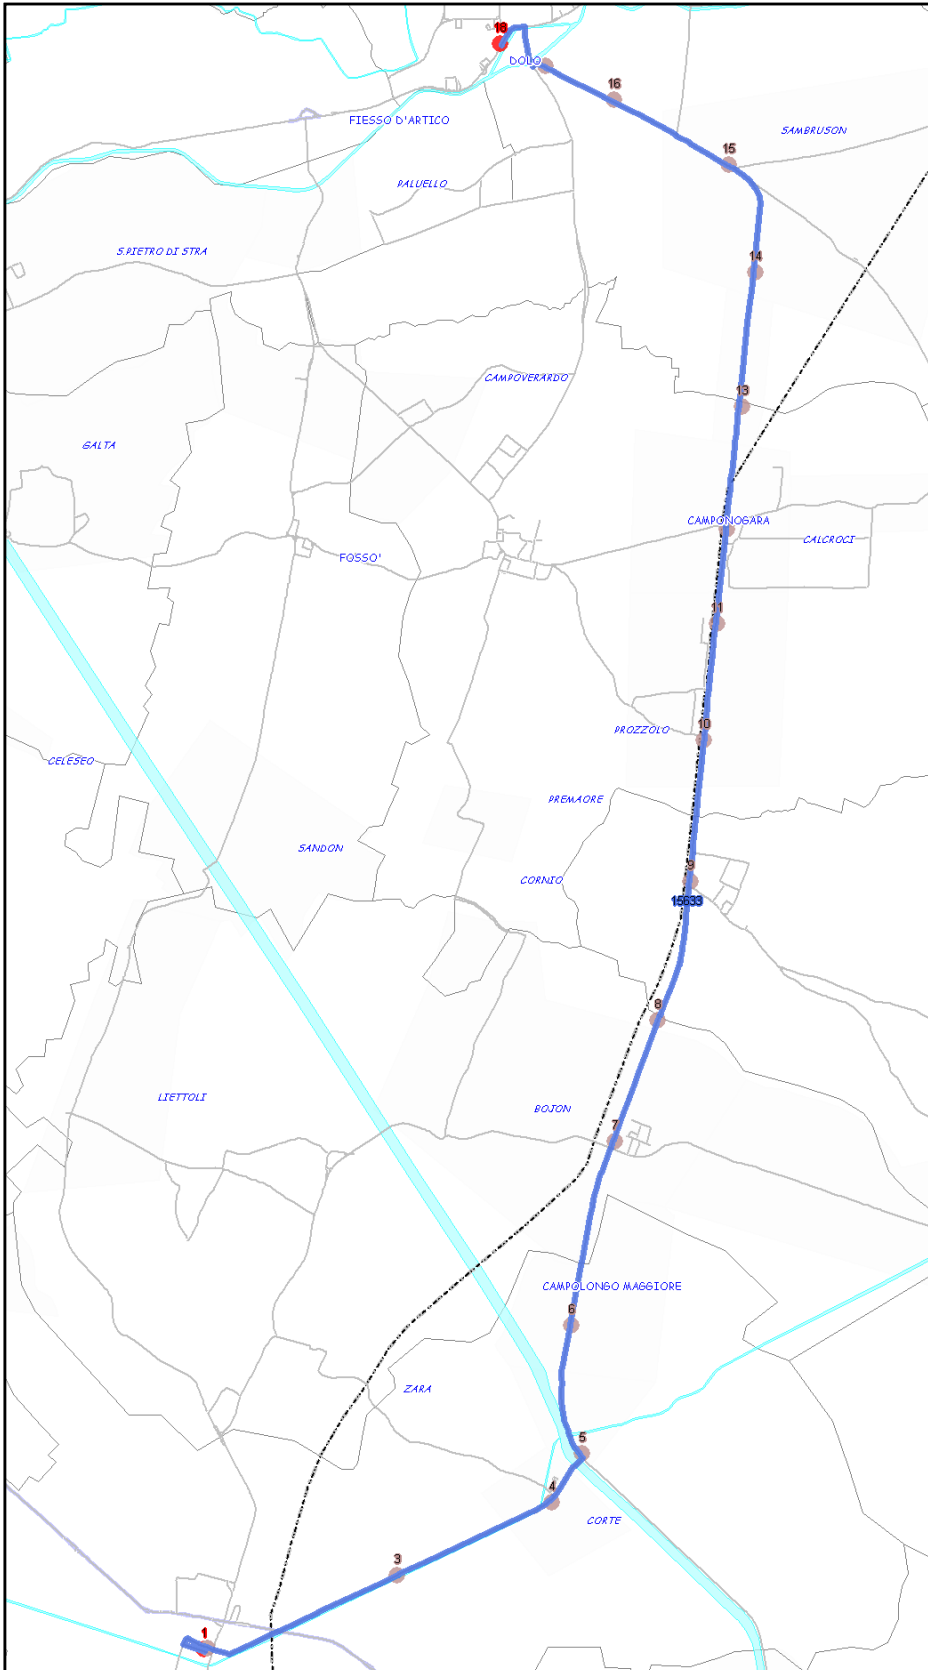 18
DOLO
16
FIESSO D'ARTICO
SAMBRUSON
15
PALUELLO
S.PIETRO DI STRA
14
CAMPOVERARDO
13
GALTA
CAMPONOGARA
CALCROCI
FOSSO'
11
PROZZOLO
10
CELESEO
PREMAORE
SANDON
9
CORNIO
15633
8
LIETTOLI
BOJON
7
CAMPOLONGO MAGGIORE
6
ZARA
5
4
CORTE
3
1